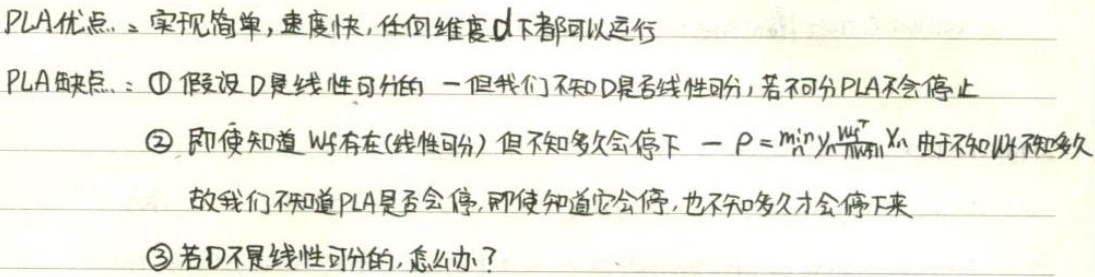 PLA优点: 实现简单,速度快,任何维度d下都可以运行
PLA缺点: ① 假设D是线性可分的 — 但我们不知D是否线性可分,若不可分PLA不会停止
② 即使知道Wf存在(线性可分) 但不知多久会停下 — ρ = min_n y_n Wf^T/‖Wf‖ X_n 由于不知Wf不知多久
故我们不知道PLA是否会停,即使知道它会停,也不知多久才会停下来
③ 若D不是线性可分的,怎么办?